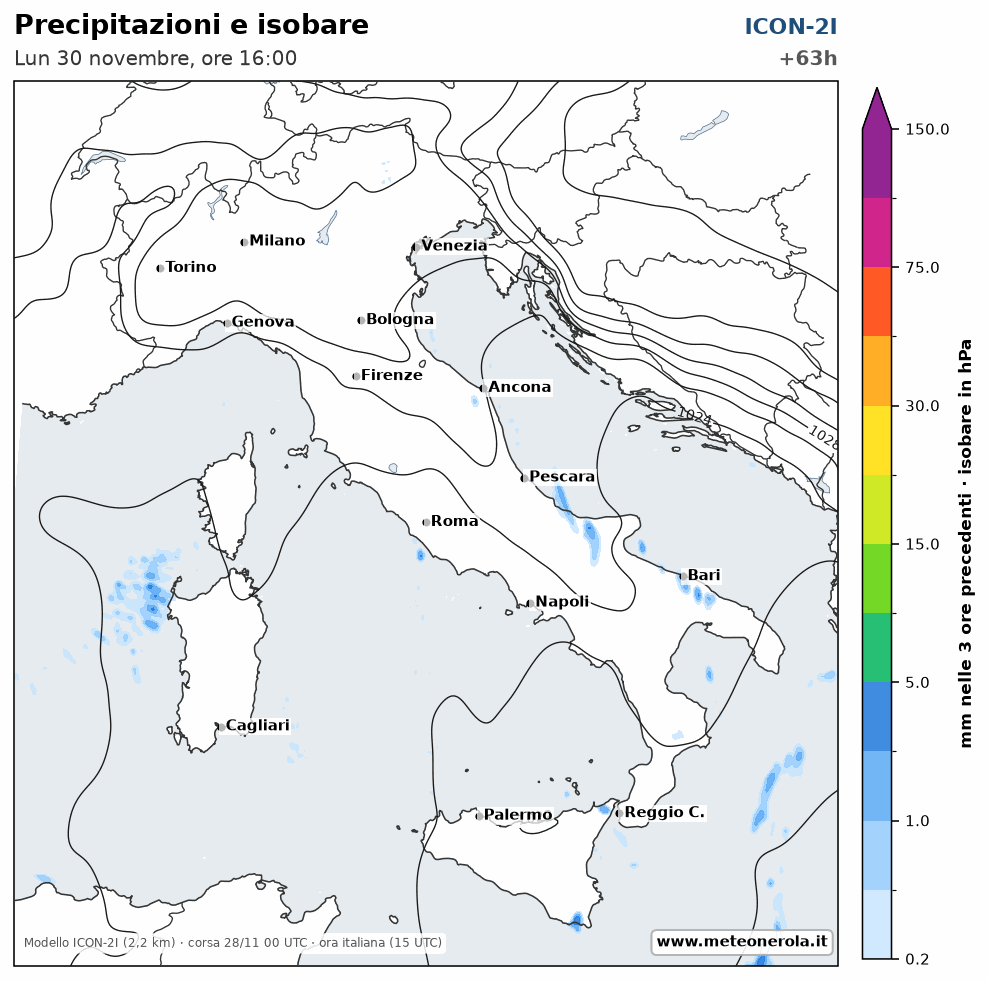 Precipitazioni e isobare
ICON-2I
Lun 30 novembre, ore 16:00
+63h
150.0
75.0
30.0
15.0
5.0
1.0
0.2
mm nelle 3 ore precedenti · isobare in hPa
Milano
Venezia
Torino
Genova
Bologna
Firenze
Ancona
1024
1028
Pescara
Roma
Bari
Napoli
Cagliari
Palermo
Reggio C.
Modello ICON-2I (2,2 km) · corsa 28/11 00 UTC · ora italiana (15 UTC)
www.meteonerola.it